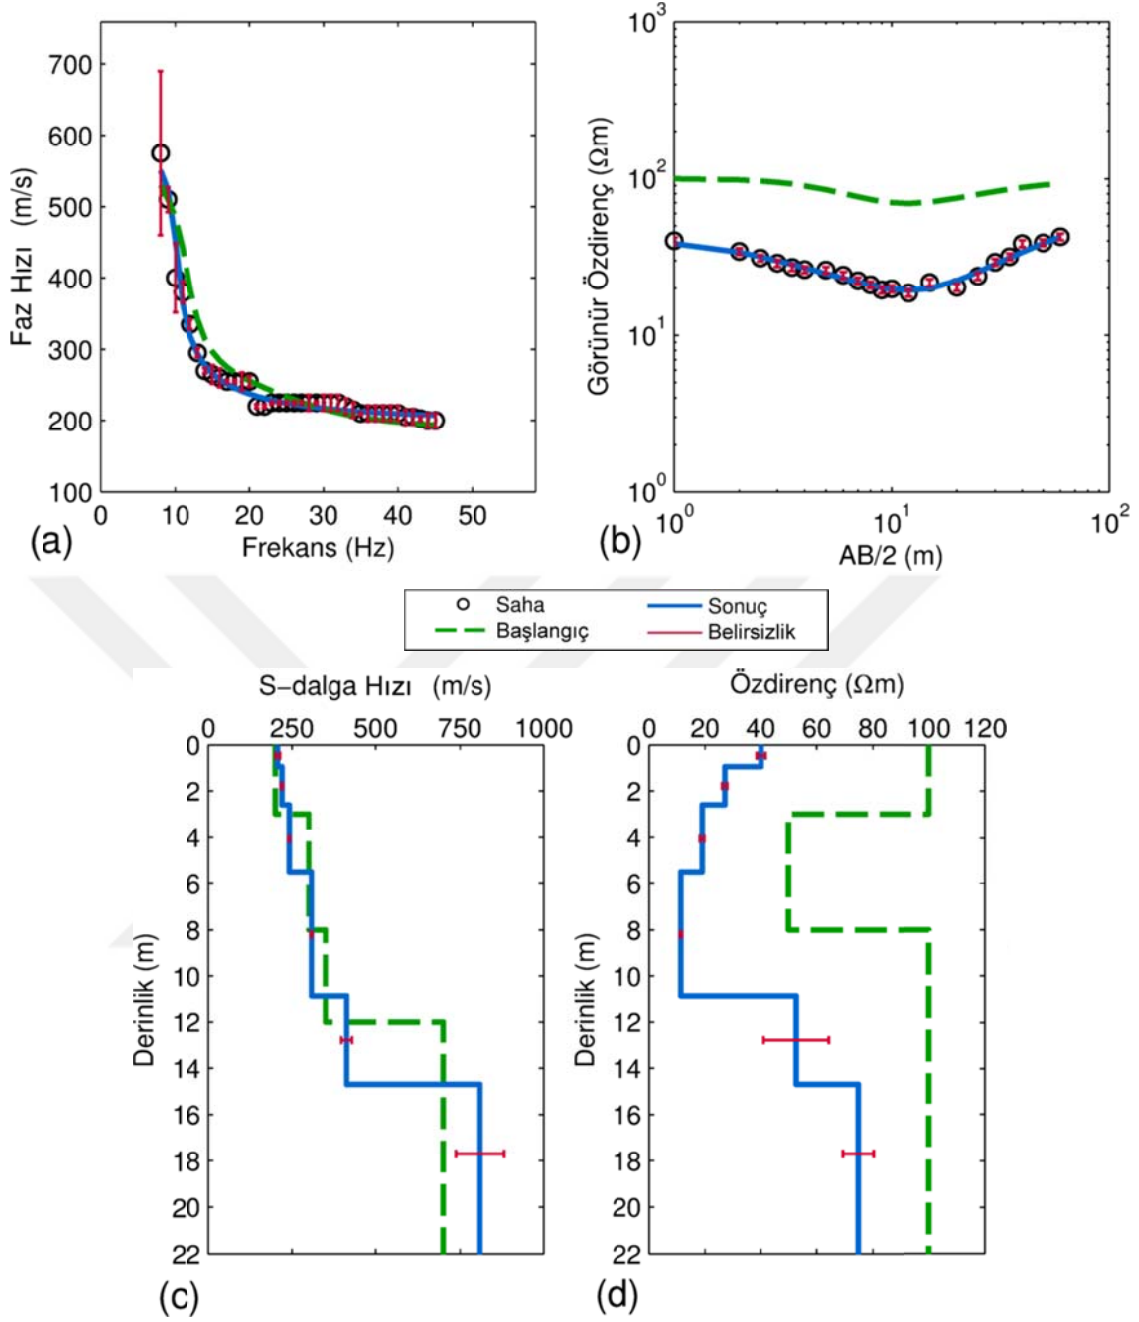 Faz Hızı (m/s)
700
600
500
400
300
200
100
0
10
20
30
40
50
Frekans (Hz)
(a)
Görünür Özdirenç (Ωm)
10³
10²
10¹
10⁰
10⁰
10¹
10²
AB/2 (m)
(b)
Saha
Sonuç
Başlangıç
Belirsizlik
S-dalga Hızı (m/s)
0 250 500 750 1000
Derinlik (m)
0
2
4
6
8
10
12
14
16
18
20
22
(c)
Özdirenç (Ωm)
0 20 40 60 80 100 120
Derinlik (m)
0
2
4
6
8
10
12
14
16
18
20
22
(d)